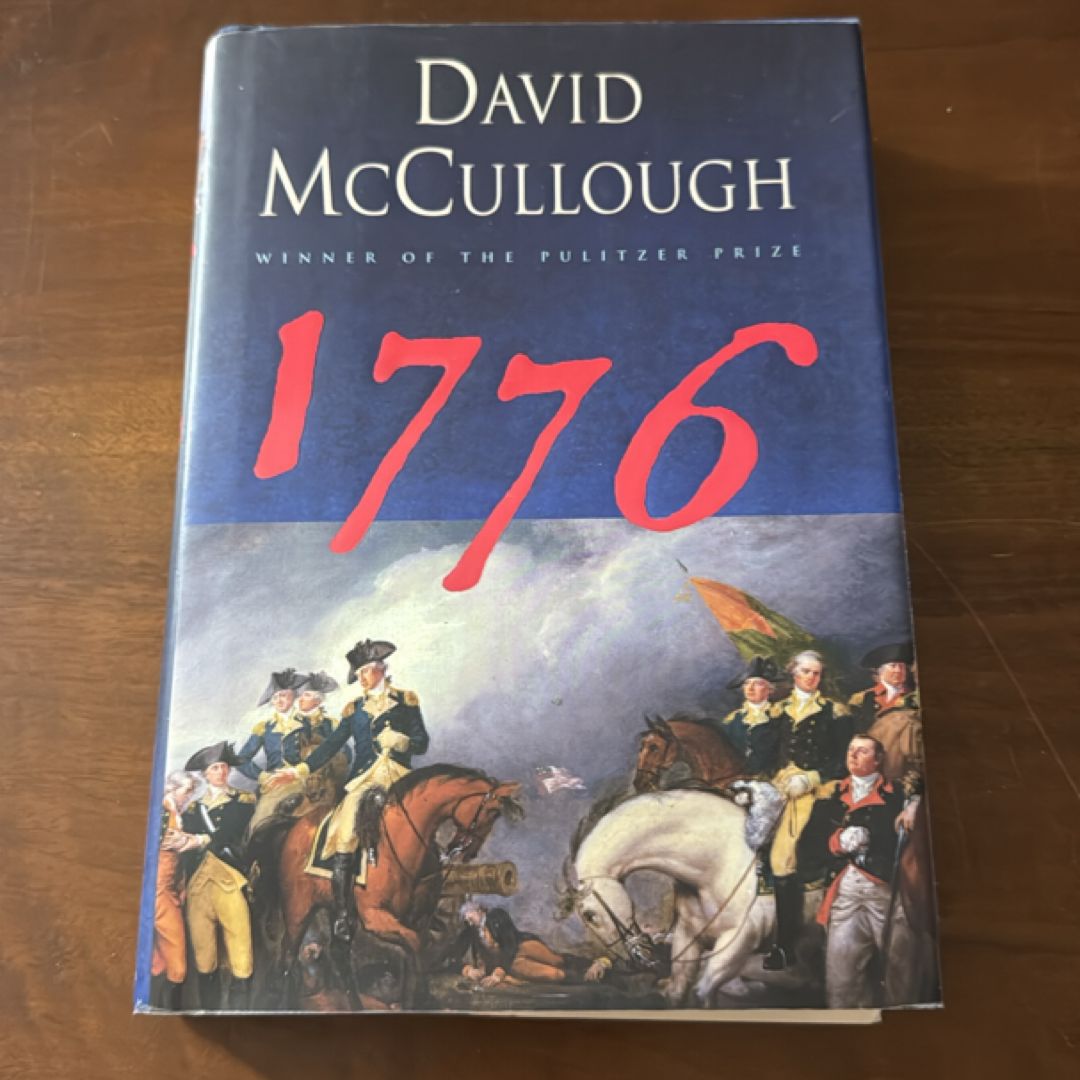 DAVID
MCCULLOUGH
WINNER OF THE PULITZER PRIZE
1776